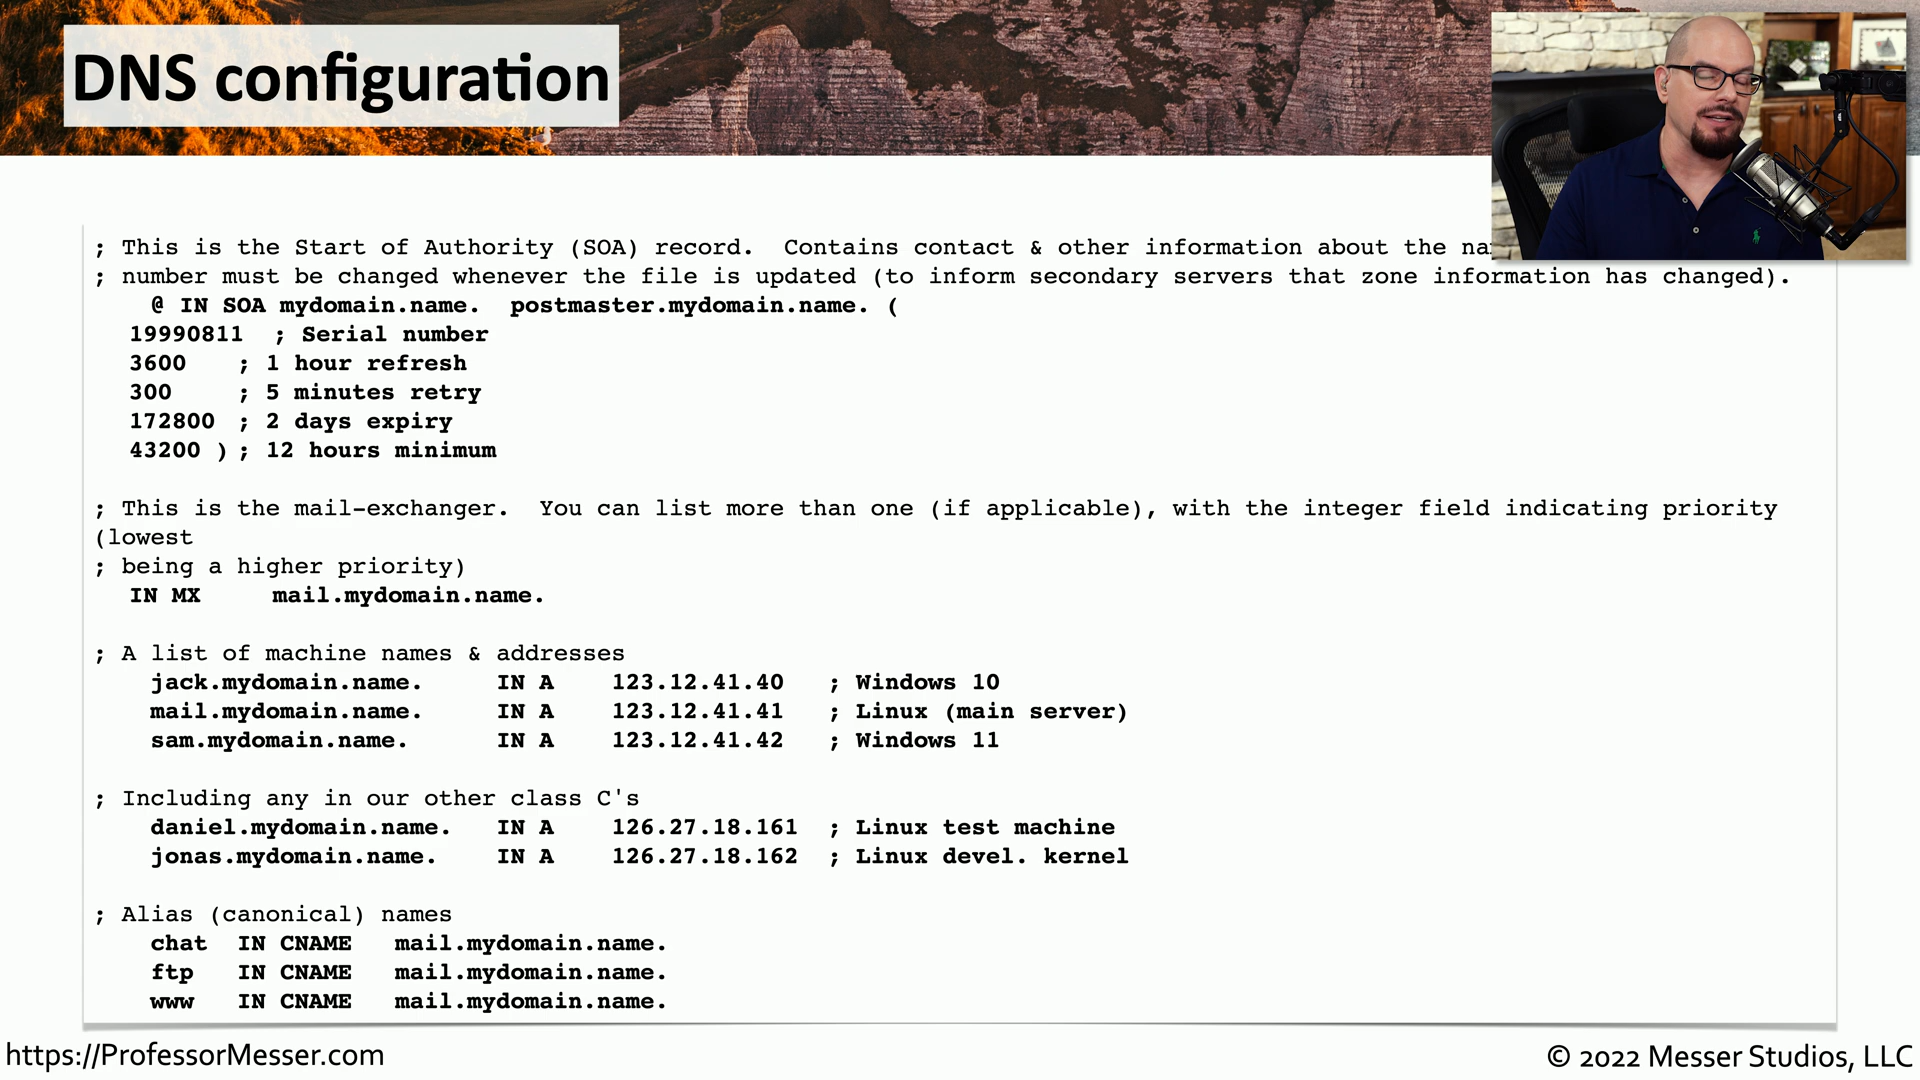 DNS configuration
; This is the Start of Authority (SOA) record.  Contains contact & other information about the
; number must be changed whenever the file is updated (to inform secondary servers that zone information has changed).
@ IN SOA mydomain.name.  postmaster.mydomain.name. (
19990811  ; Serial number
3600    ; 1 hour refresh
300     ; 5 minutes retry
172800  ; 2 days expiry
43200 ) ; 12 hours minimum
; This is the mail-exchanger.  You can list more than one (if applicable), with the integer field indicating priority
(lowest
; being a higher priority)
IN MX     mail.mydomain.name.
; A list of machine names & addresses
jack.mydomain.name.     IN A    123.12.41.40   ; Windows 10
mail.mydomain.name.     IN A    123.12.41.41   ; Linux (main server)
sam.mydomain.name.      IN A    123.12.41.42   ; Windows 11
; Including any in our other class C's
daniel.mydomain.name.   IN A    126.27.18.161  ; Linux test machine
jonas.mydomain.name.    IN A    126.27.18.162  ; Linux devel. kernel
; Alias (canonical) names
chat  IN CNAME   mail.mydomain.name.
ftp   IN CNAME   mail.mydomain.name.
www   IN CNAME   mail.mydomain.name.
https://ProfessorMesser.com
© 2022 Messer Studios, LLC